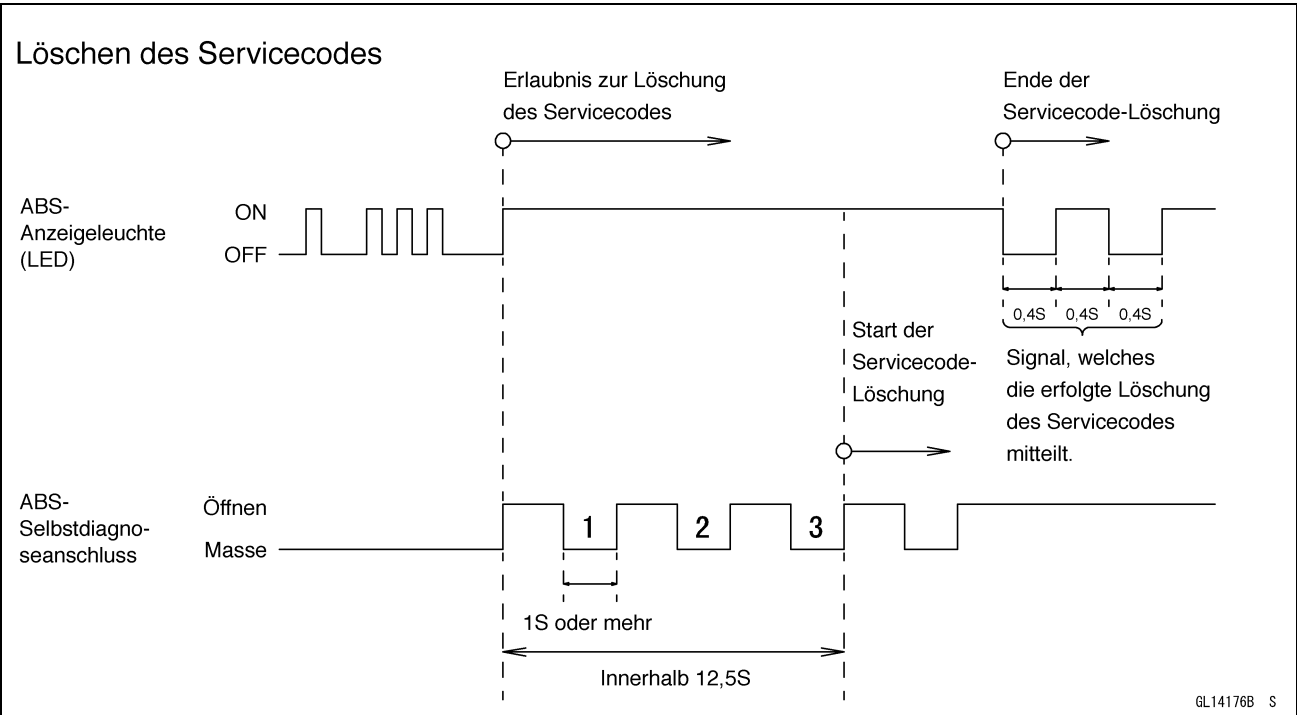 Löschen des Servicecodes
Erlaubnis zur Löschung
des Servicecodes
Ende der
Servicecode-Löschung
ABS-
Anzeigeleuchte
(LED)
ON
OFF
0,4S 0,4S 0,4S
Start der
Servicecode-
Löschung
Signal, welches
die erfolgte Löschung
des Servicecodes
mitteilt.
ABS-
Selbstdiagno-
seanschluss
Öffnen
Masse
1 2 3
1S oder mehr
Innerhalb 12,5S
GL14176B S